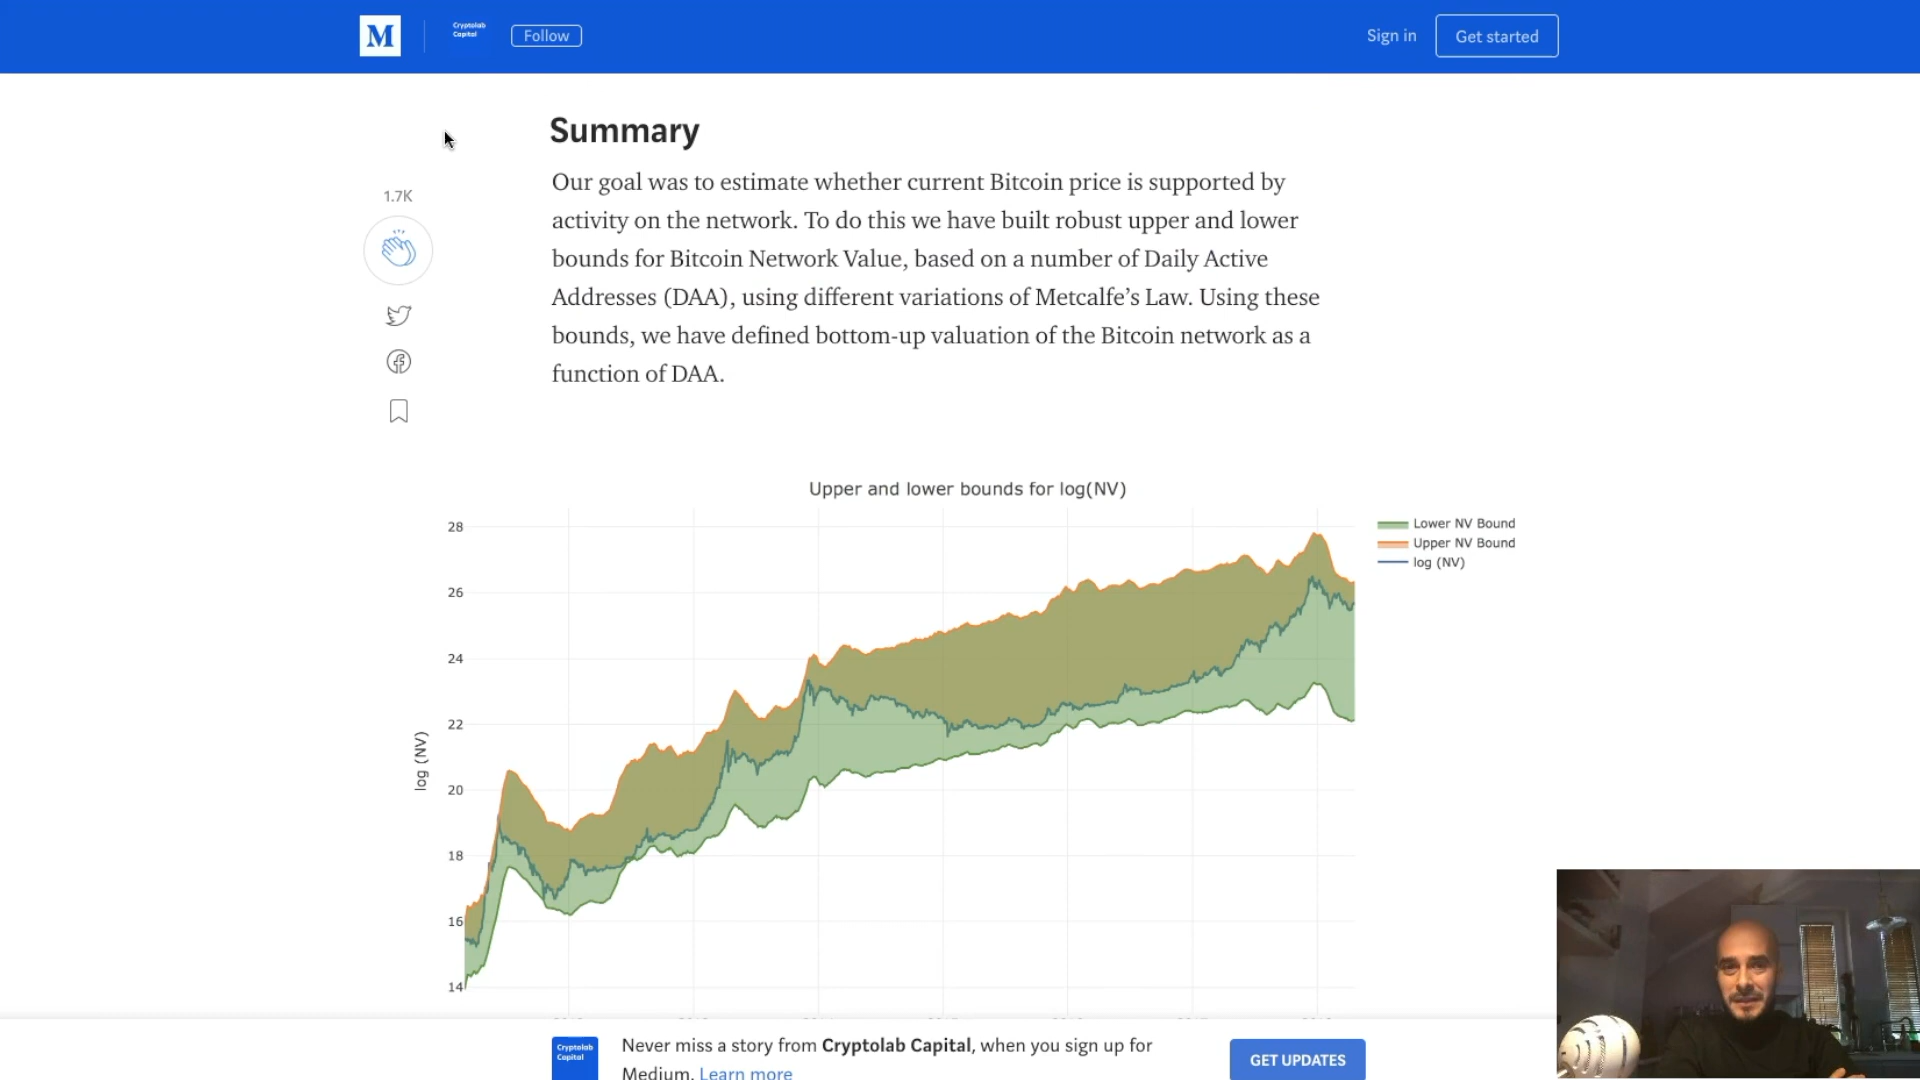 M
Cryptolab
Capital
Follow
Sign in
Get started
Summary
1.7K
Our goal was to estimate whether current Bitcoin price is supported by
activity on the network. To do this we have built robust upper and lower
bounds for Bitcoin Network Value, based on a number of Daily Active
Addresses (DAA), using different variations of Metcalfe’s Law. Using these
bounds, we have defined bottom-up valuation of the Bitcoin network as a
function of DAA.
Upper and lower bounds for log(NV)
Lower NV Bound
Upper NV Bound
log (NV)
28
26
24
22
20
18
16
14
log (NV)
Cryptolab
Capital
Never miss a story from Cryptolab Capital, when you sign up for
Medium. Learn more
GET UPDATES